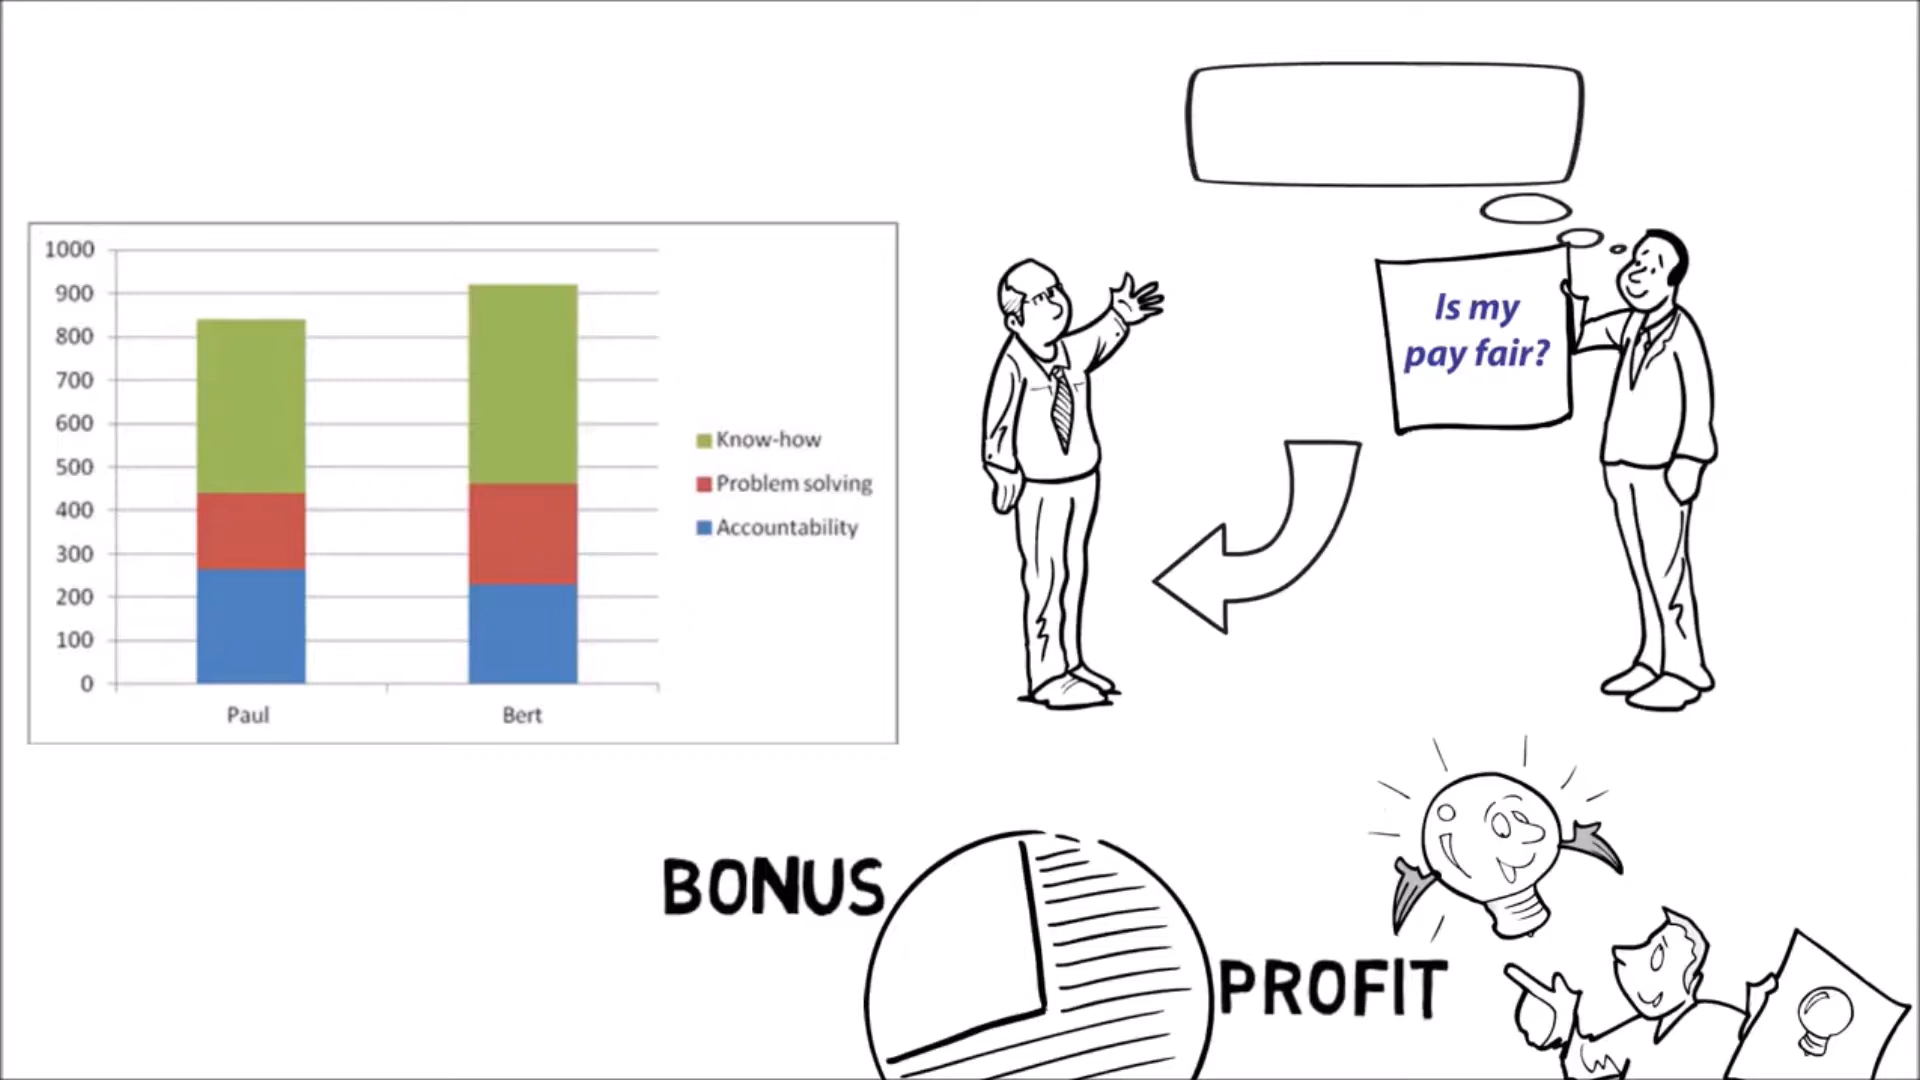 1000
900
800
700
600
500
400
300
200
100
0
Paul
Bert
Know-how
Problem solving
Accountability
Is my
pay fair?
BONUS
PROFIT